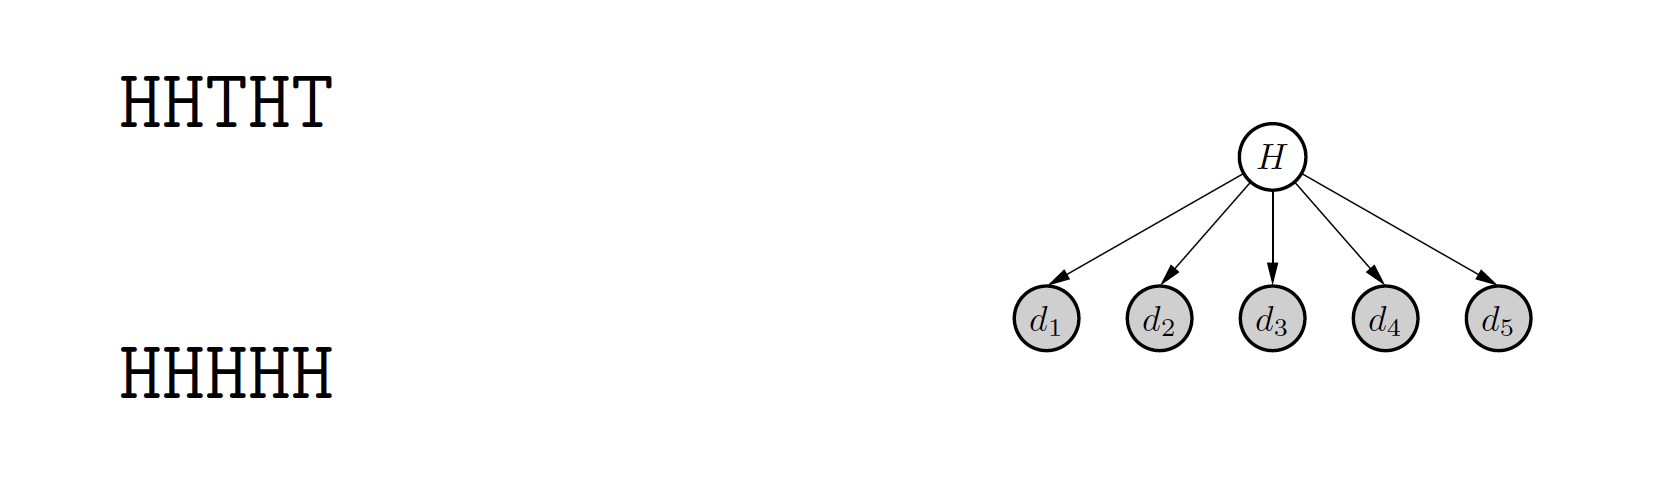 HHTHT
HHHHH
H
d₁ d₂ d₃ d₄ d₅